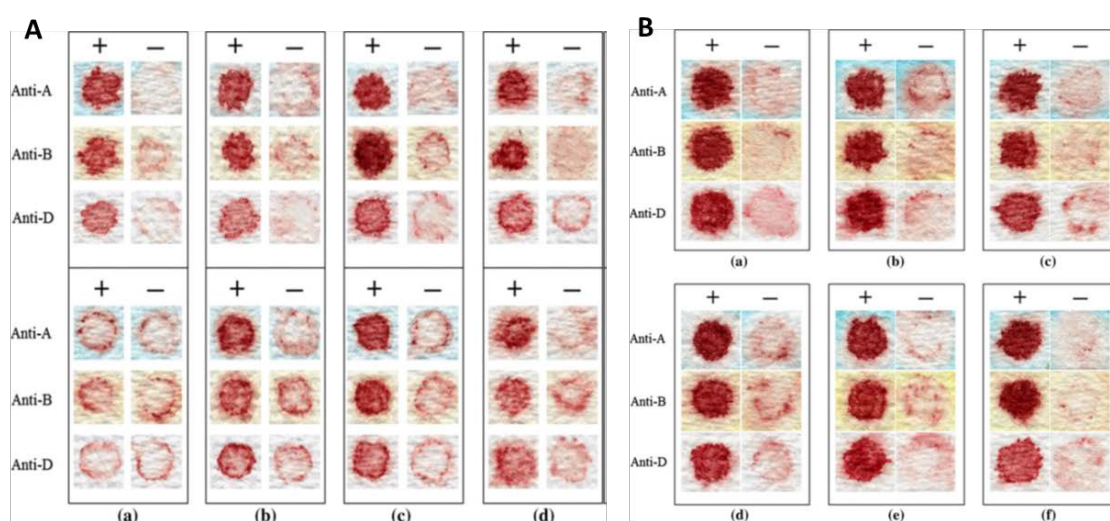 A
+ − + − + − + −
Anti-A
Anti-B
Anti-D
+ − + − + − + −
Anti-A
Anti-B
Anti-D
(a) (b) (c) (d)
B
+ − + − + −
Anti-A
Anti-B
Anti-D
(a) (b) (c)
+ − + − + −
Anti-A
Anti-B
Anti-D
(d) (e) (f)